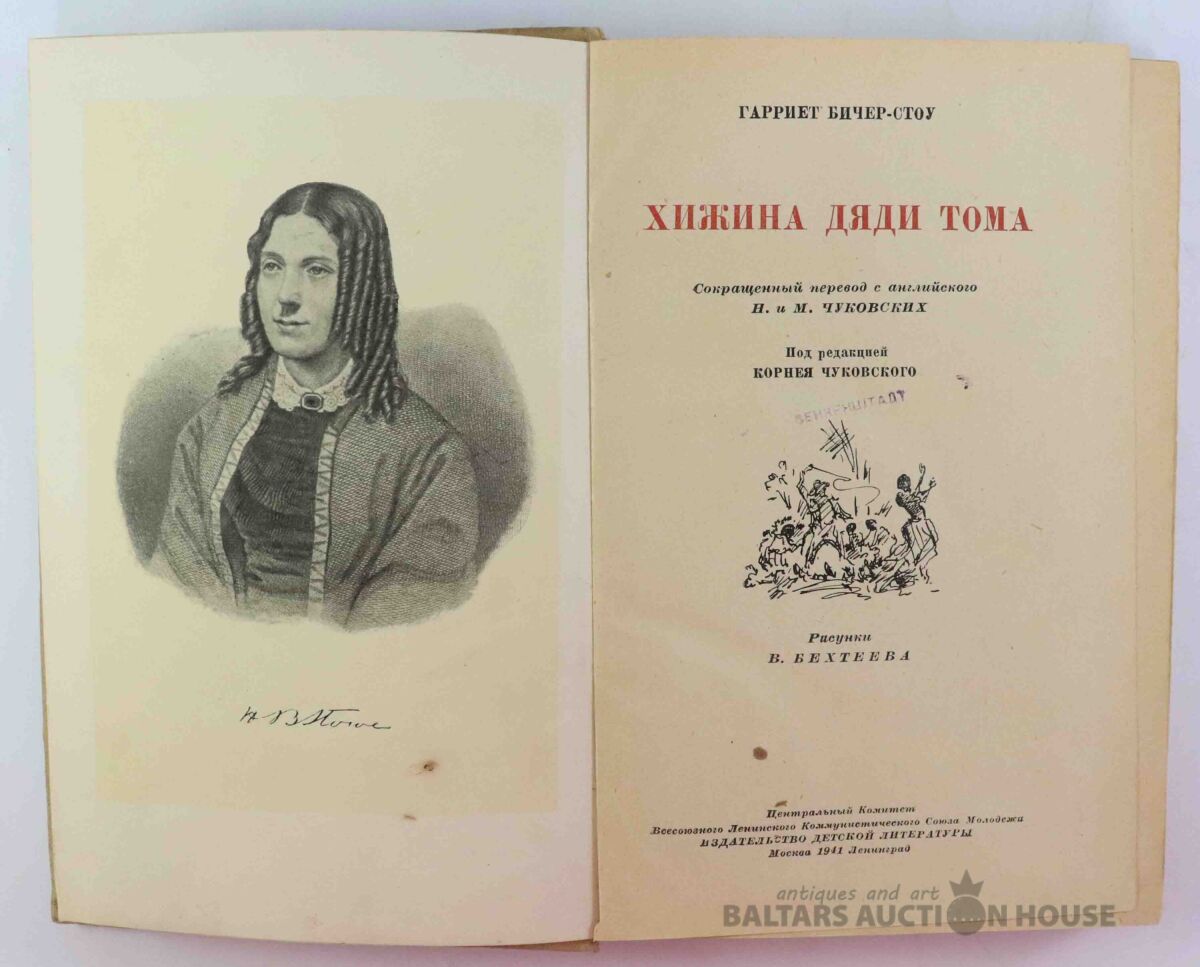 H B Stowe
ГАРРИЕТ БИЧЕР-СТОУ
ХИЖИНА ДЯДИ ТОМА
Сокращенный перевод с английского
Н. и М. ЧУКОВСКИХ
Под редакцией
КОРНЕЯ ЧУКОВСКОГО
Рисунки
В. БЕХТЕЕВА
Центральный Комитет
Всесоюзного Ленинского Коммунистического Союза Молодежи
ИЗДАТЕЛЬСТВО ДЕТСКОЙ ЛИТЕРАТУРЫ
Москва 1941 Ленинград
antiques and art
BALTARS AUCTION HOUSE